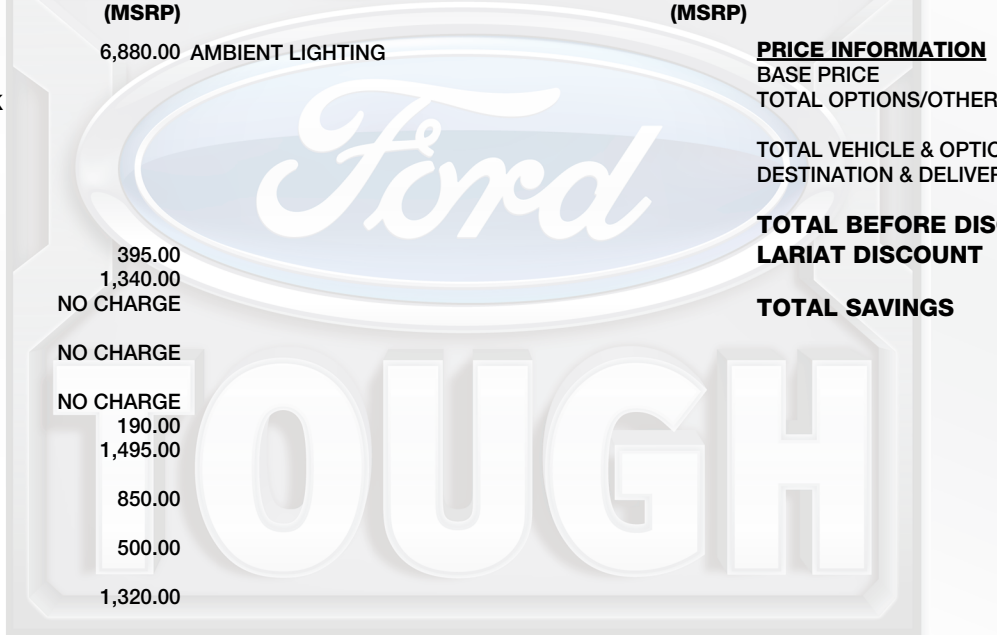 (MSRP) (MSRP)
6,880.00 AMBIENT LIGHTING
PRICE INFORMATION
BASE PRICE
K
TOTAL OPTIONS/OTHER
TOTAL VEHICLE & OPTIO
DESTINATION & DELIVER
TOTAL BEFORE DISC
395.00
LARIAT DISCOUNT
1,340.00
NO CHARGE
TOTAL SAVINGS
NO CHARGE
NO CHARGE
190.00
1,495.00
850.00
500.00
1,320.00
Ford
TOUGH